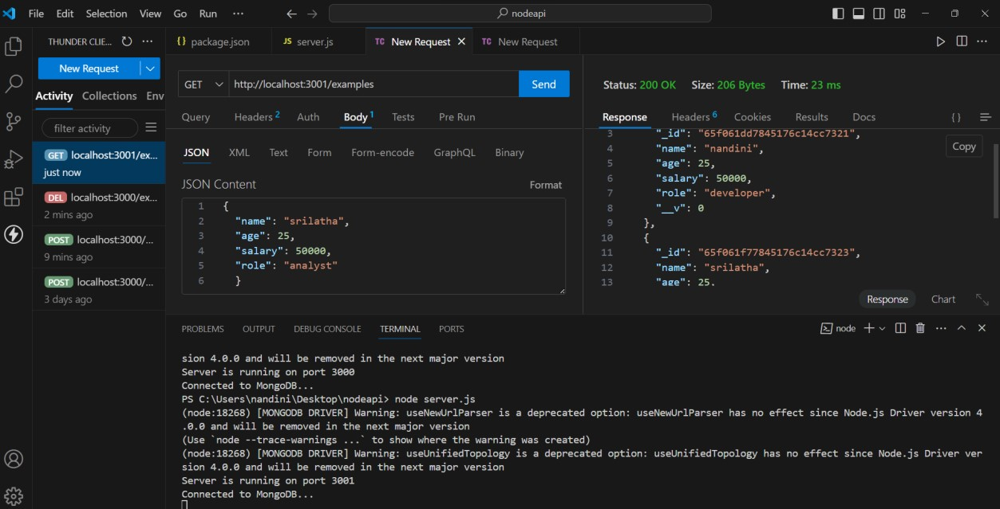 File Edit Selection View Go Run ··· ← → nodeapi
THUNDER CLIE... ···
New Request
Activity Collections Env
filter activity
GET localhost:3001/ex...
just now
DEL localhost:3000/ex...
2 mins ago
POST localhost:3000/...
9 mins ago
POST localhost:3000/...
3 days ago
{} package.json JS server.js TC New Request × TC New Request
GET http://localhost:3001/examples Send
Query Headers 2 Auth Body 1 Tests Pre Run
JSON XML Text Form Form-encode GraphQL Binary
JSON Content Format
1 {
2 "name": "srilatha",
3 "age": 25,
4 "salary": 50000,
5 "role": "analyst"
6 }
Status: 200 OK Size: 206 Bytes Time: 23 ms
Response Headers 6 Cookies Results Docs {}
3 "_id": "65f061dd7845176c14cc7321",
Copy
4 "name": "nandini",
5 "age": 25,
6 "salary": 50000,
7 "role": "developer",
8 "__v": 0
9 },
10 {
11 "_id": "65f061f77845176c14cc7323",
12 "name": "srilatha",
13 "age": 25,
Response Chart
PROBLEMS OUTPUT DEBUG CONSOLE TERMINAL PORTS node
sion 4.0.0 and will be removed in the next major version
Server is running on port 3000
Connected to MongoDB...
PS C:\Users\nandini\Desktop\nodeapi> node server.js
(node:18268) [MONGODB DRIVER] Warning: useNewUrlParser is a deprecated option: useNewUrlParser has no effect since Node.js Driver version 4
.0.0 and will be removed in the next major version
(Use `node --trace-warnings ...` to show where the warning was created)
(node:18268) [MONGODB DRIVER] Warning: useUnifiedTopology is a deprecated option: useUnifiedTopology has no effect since Node.js Driver ver
sion 4.0.0 and will be removed in the next major version
Server is running on port 3001
Connected to MongoDB...